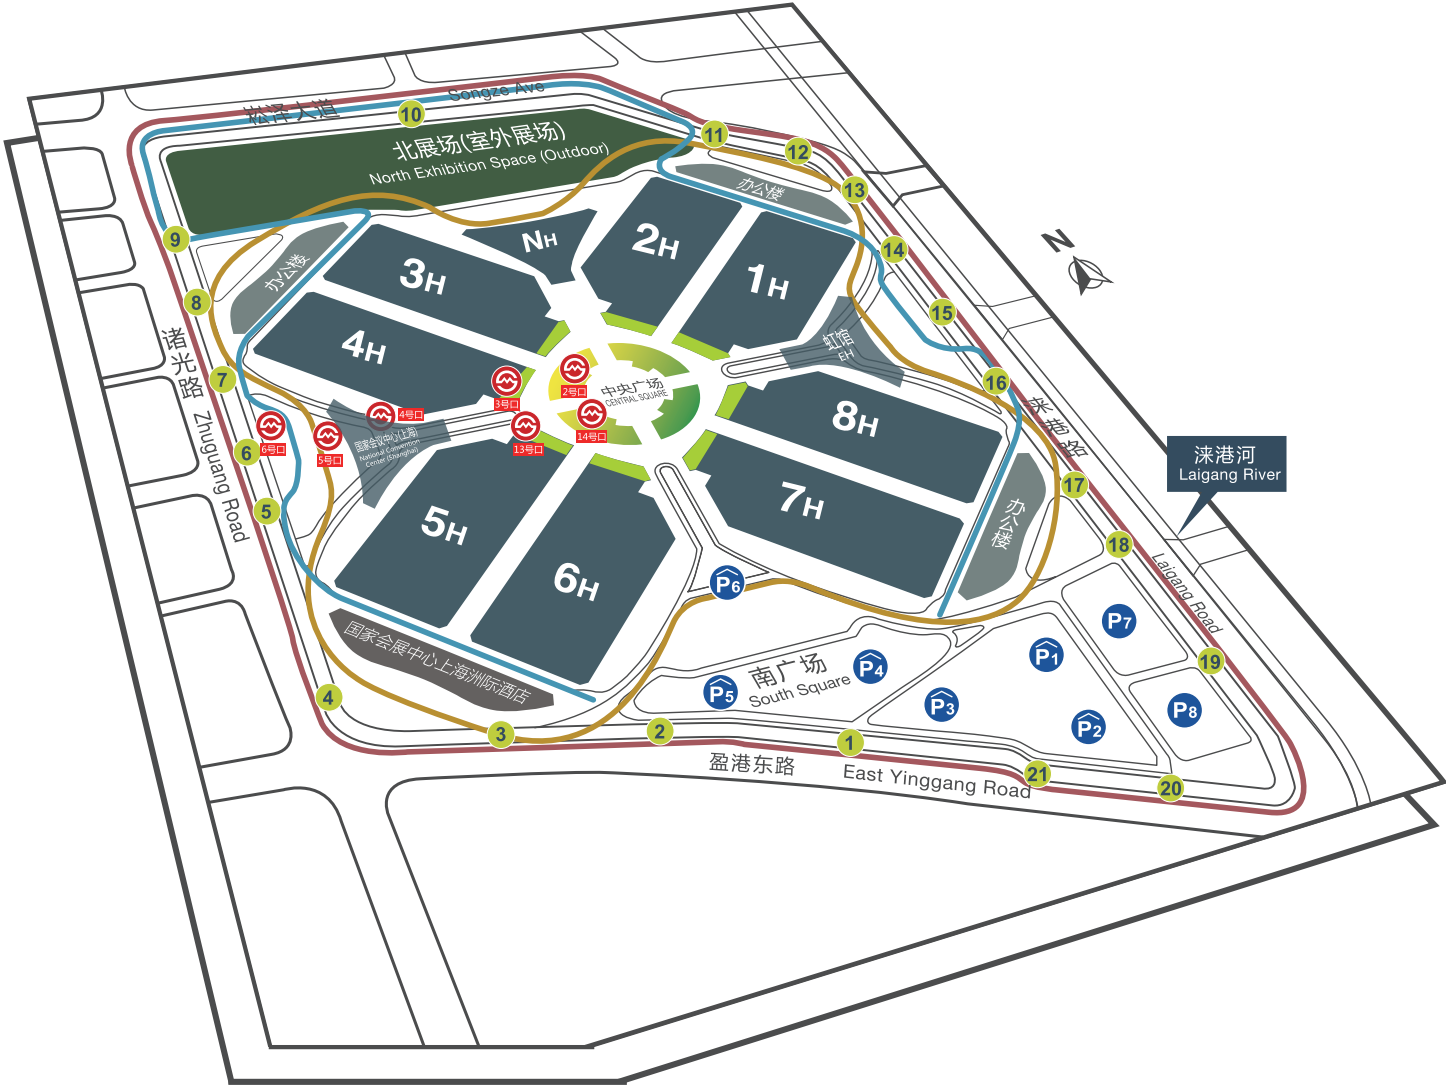 崧泽大道
Songze Ave
10
北展场(室外展场)
North Exhibition Space (Outdoor)
11
12
13
办公楼
14
15
16
N
9
8
7
6
5
4
办公楼
NH
2H
1H
3H
4H
虹馆
EH
诸光路
Zhuguang Road
中央广场
CENTRAL SQUARE
2号口
3号口
4号口
13号口
14号口
5号口
6号口
国家会议中心(上海)
National Convention
Center (Shanghai)
8H
7H
5H
6H
涞港路
17
办公楼
涞港河
Laigang River
18
Laigang Road
19
P6
P7
P1
P4
P5
P3
P2
P8
南广场
South Square
国家会展中心上海洲际酒店
3
2
1
21
20
盈港东路
East Yinggang Road